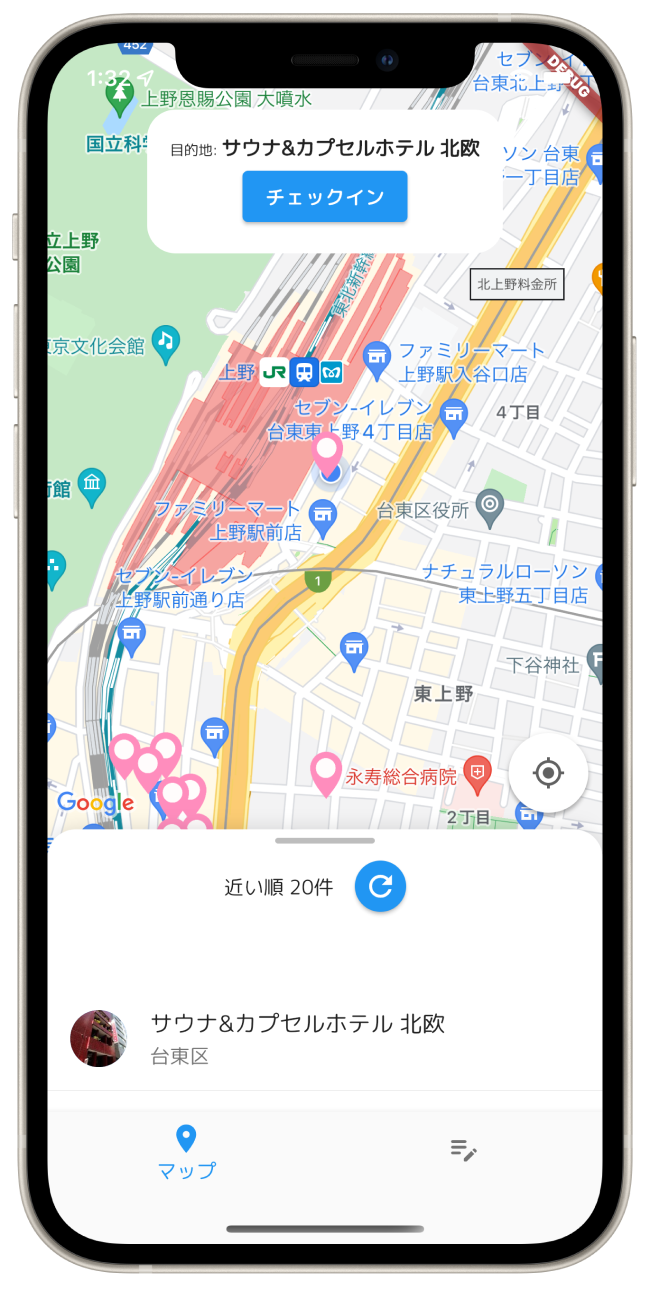 452
1:32
DEBUG
上野恩賜公園 大噴水
台東北上野
国立科学
目的地: サウナ&カプセルホテル 北欧
チェックイン
ソン 台東
一丁目店
立上野
公園
東北新幹線
北上野料金所
東京文化会館
上野
JR
ファミリーマート
上野駅入谷口店
セブン-イレブン
台東東上野4丁目店
4丁目
術館
ファミリーマート
上野駅前店
台東区役所
セブン-イレブン
上野駅前通り店
1
ナチュラルローソン
東上野五丁目店
下谷神社
東上野
永寿総合病院
Google
2丁目
近い順 20件
サウナ&カプセルホテル 北欧
台東区
マップ